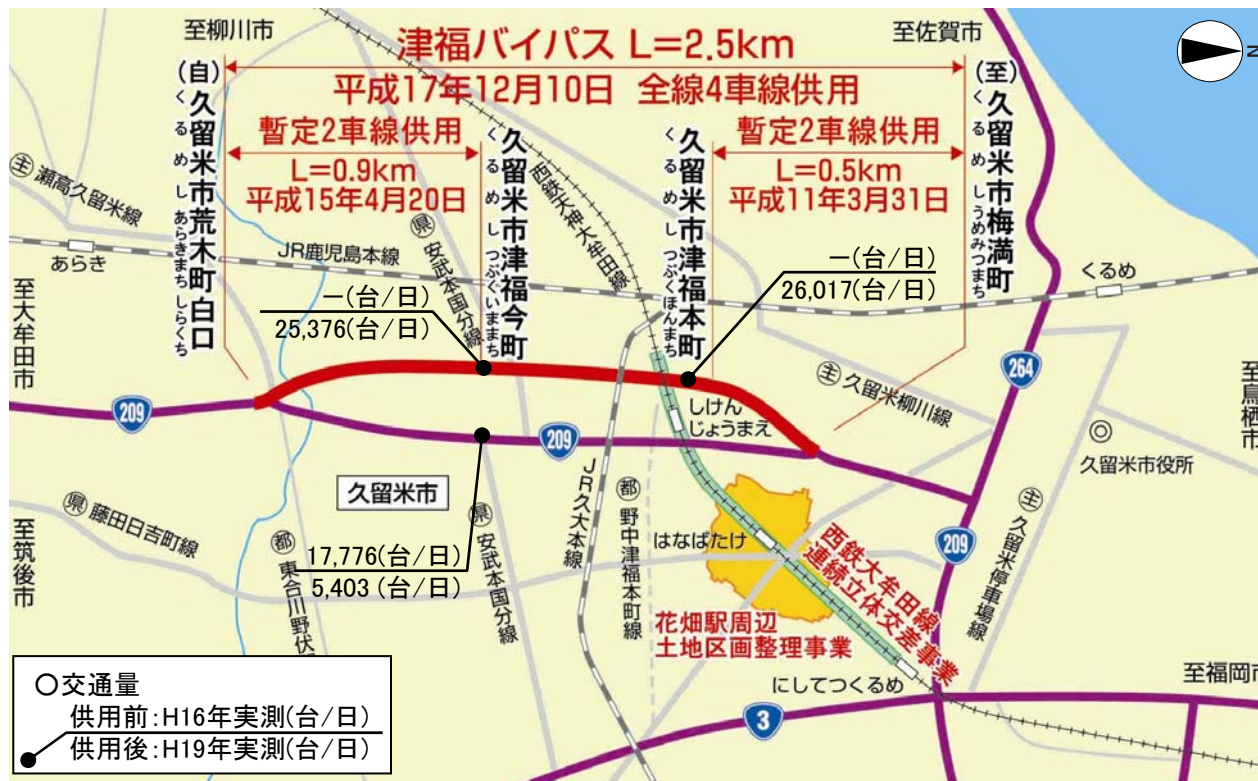 至柳川市
津福バイパス L=2.5km
至佐賀市
N
平成17年12月10日 全線4車線供用
(自)久留米市荒木町白口
くるめしあらきまちしらくち
暫定2車線供用
L=0.9km
平成15年4月20日
久留米市津福今町
くるめしつぶくいままち
西鉄天神大牟田線
久留米市津福本町
くるめしつぶくほんまち
暫定2車線供用
L=0.5km
平成11年3月31日
(至)久留米市梅満町
くるめしうめみつまち
主 瀬高久留米線
あらき
JR鹿児島本線
県 安武本国分線
ー(台/日)
25,376(台/日)
ー(台/日)
26,017(台/日)
くるめ
至大牟田市
209
264
主 久留米柳川線
至鳥栖市
しけん
じょうまえ
209
久留米市役所
久留米市
JR久大本線
都 野中津福本町線
県 藤田日吉町線
都 東合川野伏
17,776(台/日)
5,403 (台/日)
県 安武本国分線
はなばたけ
209
主 久留米停車場線
至筑後市
西鉄大牟田線
連続立体交差事業
花畑駅周辺
土地区画整理事業
にしてつくるめ
至福岡市
3
○交通量
供用前:H16年実測(台/日)
供用後:H19年実測(台/日)